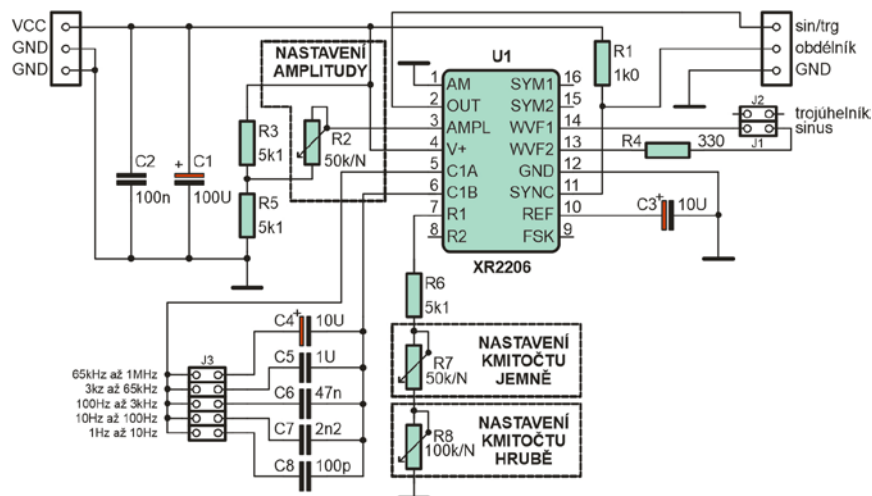 VCC
GND
GND
NASTAVENÍ
AMPLITUDY
R3
5k1
R2
50k/N
C2
100n
+
C1
100U
R5
5k1
U1
1 AM SYM1 16
2 OUT SYM2 15
3 AMPL WVF1 14
4 V+ WVF2 13
5 C1A GND 12
6 C1B SYNC 11
7 R1 REF 10
8 R2 FSK 9
XR2206
R1
1k0
sin/trg
obdélník
GND
J2
trojúhelník
sinus
J1
R4
330
C3
+
10U
R6
5k1
NASTAVENÍ
KMITOČTU
JEMNĚ
R7
50k/N
NASTAVENÍ
KMITOČTU
HRUBĚ
R8
100k/N
J3
65kHz až 1MHz
3kz až 65kHz
100Hz až 3kHz
10Hz až 100Hz
1Hz až 10Hz
C4
+
10U
C5
1U
C6
47n
C7
2n2
C8
100p